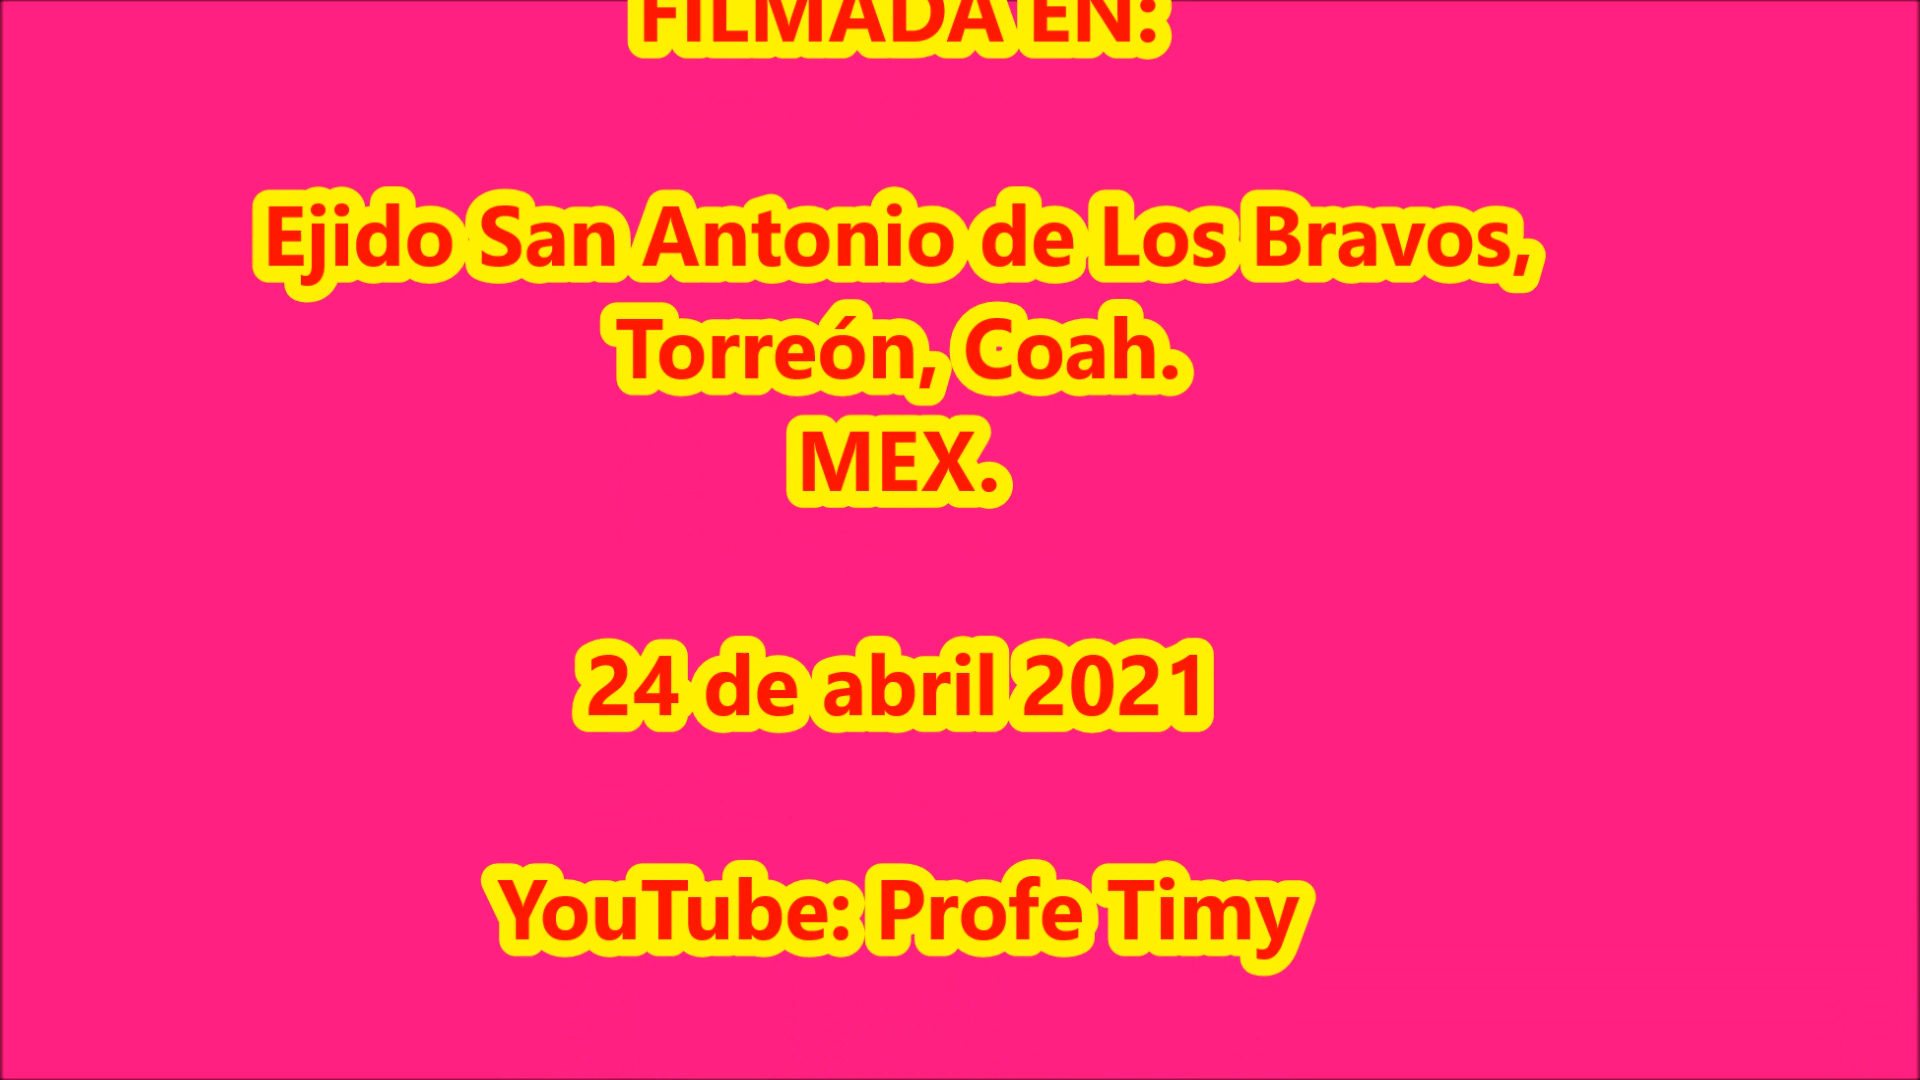 FILMADA EN:
Ejido San Antonio de Los Bravos,
Torreón, Coah.
MEX.
24 de abril 2021
YouTube: Profe Timy